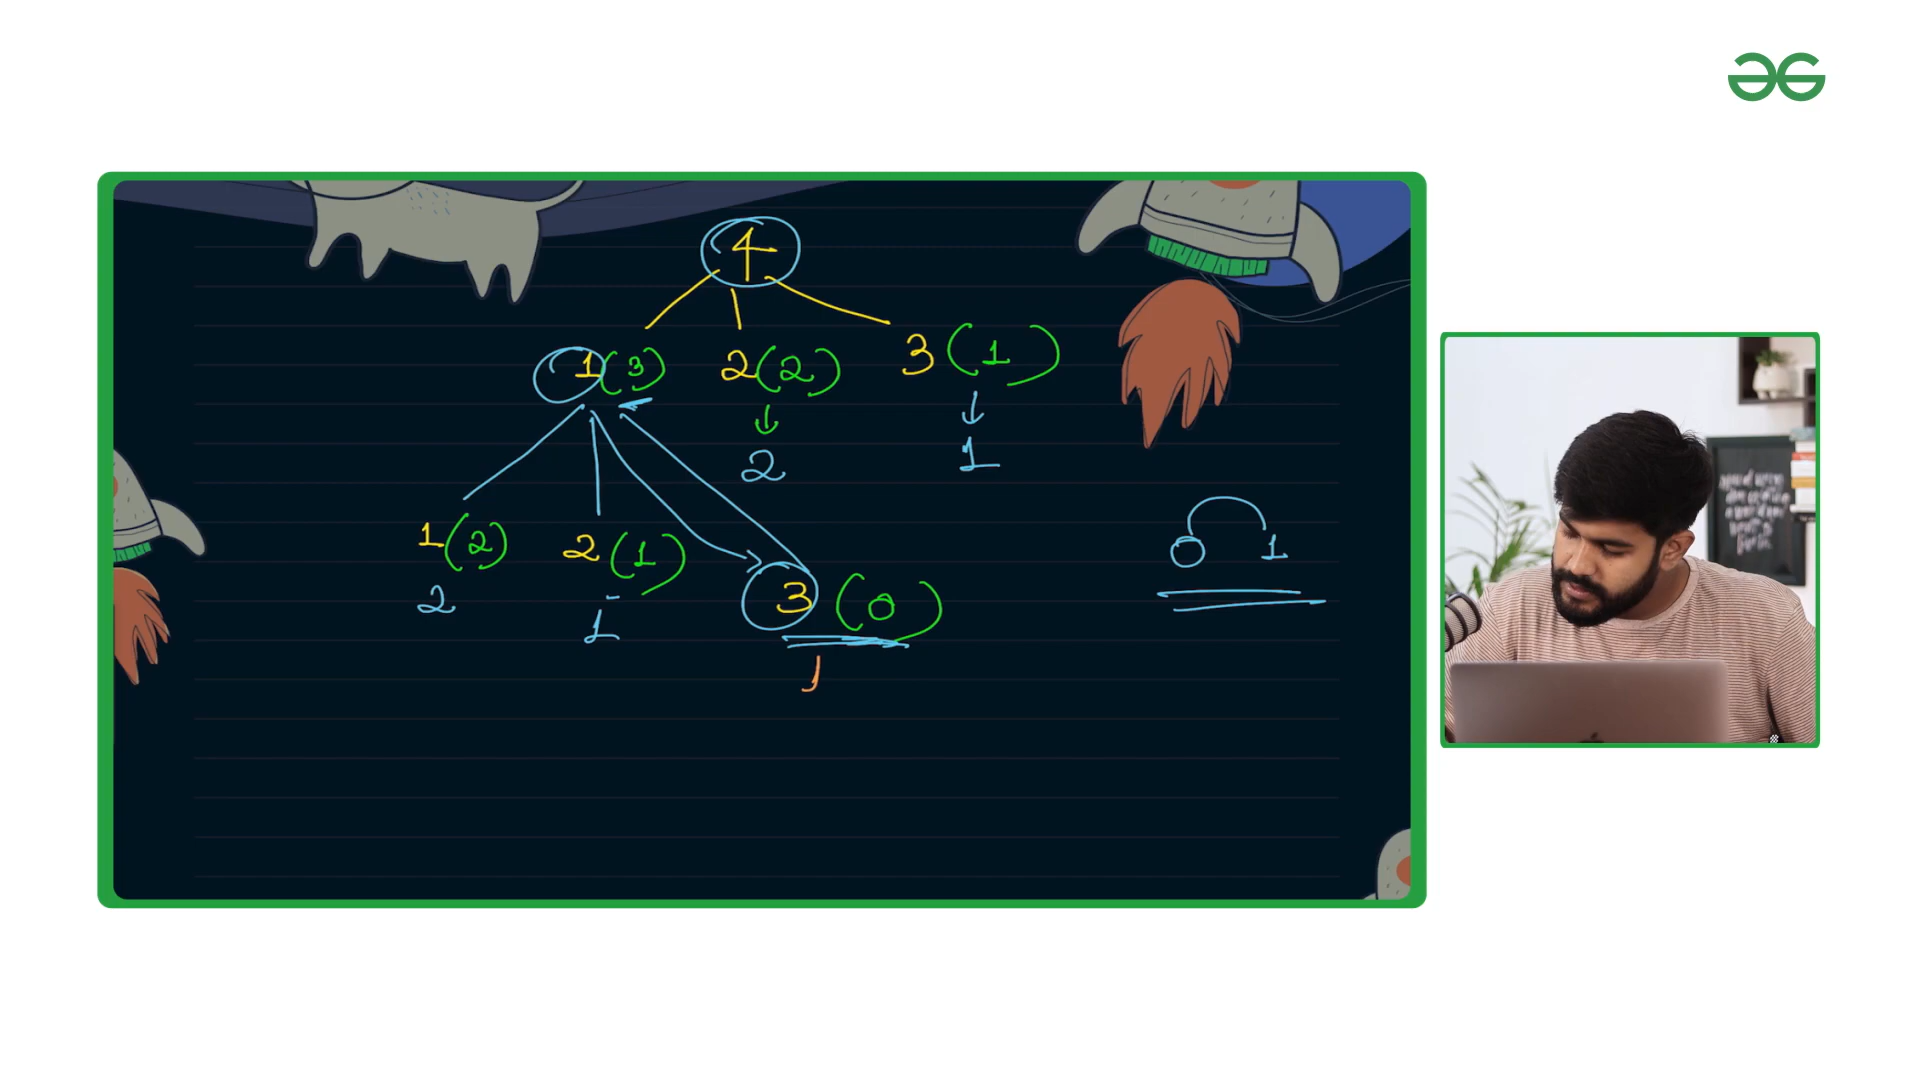 4
1 (3) 2 (2) 3 (1)
↓ ↓
2 1
1 (2) 2 (1) 3 (0)
2 1
0 1